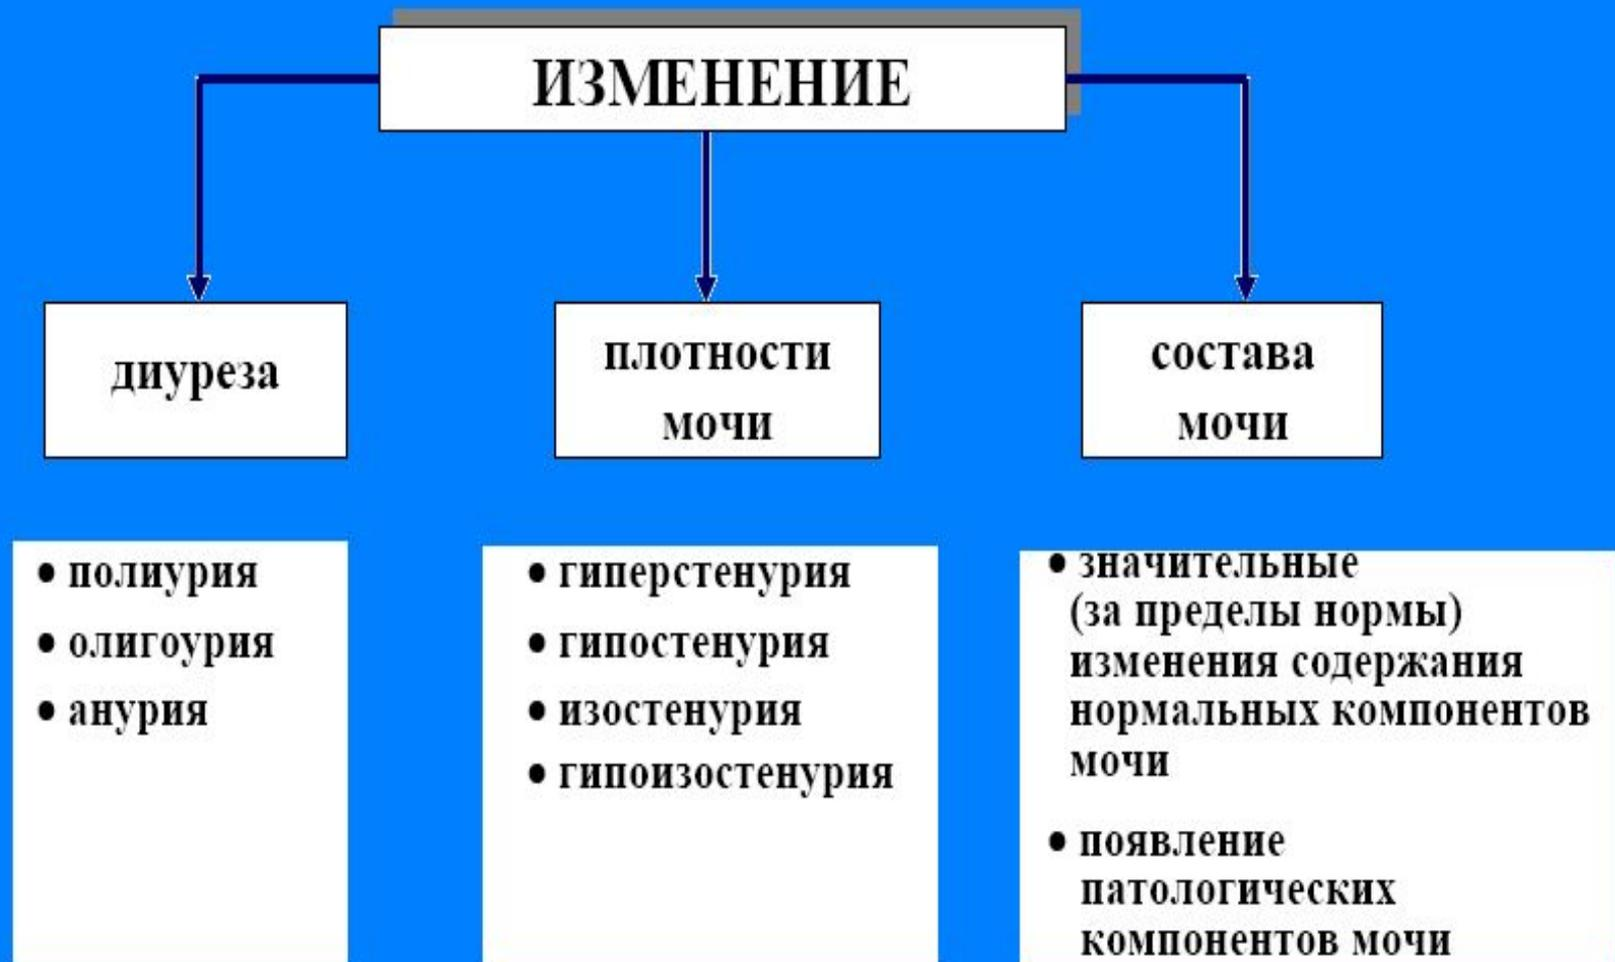 ИЗМЕНЕНИЕ
диуреза
плотности
мочи
состава
мочи
• полиурия
• олигоурия
• анурия
• гиперстенурия
• гипостенурия
• изостенурия
• гипоизостенурия
• значительные
(за пределы нормы)
изменения содержания
нормальных компонентов
мочи
• появление
патологических
компонентов мочи